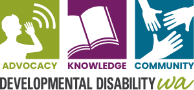 ADVOCACY KNOWLEDGE COMMUNITY
DEVELOPMENTAL DISABILITY wa